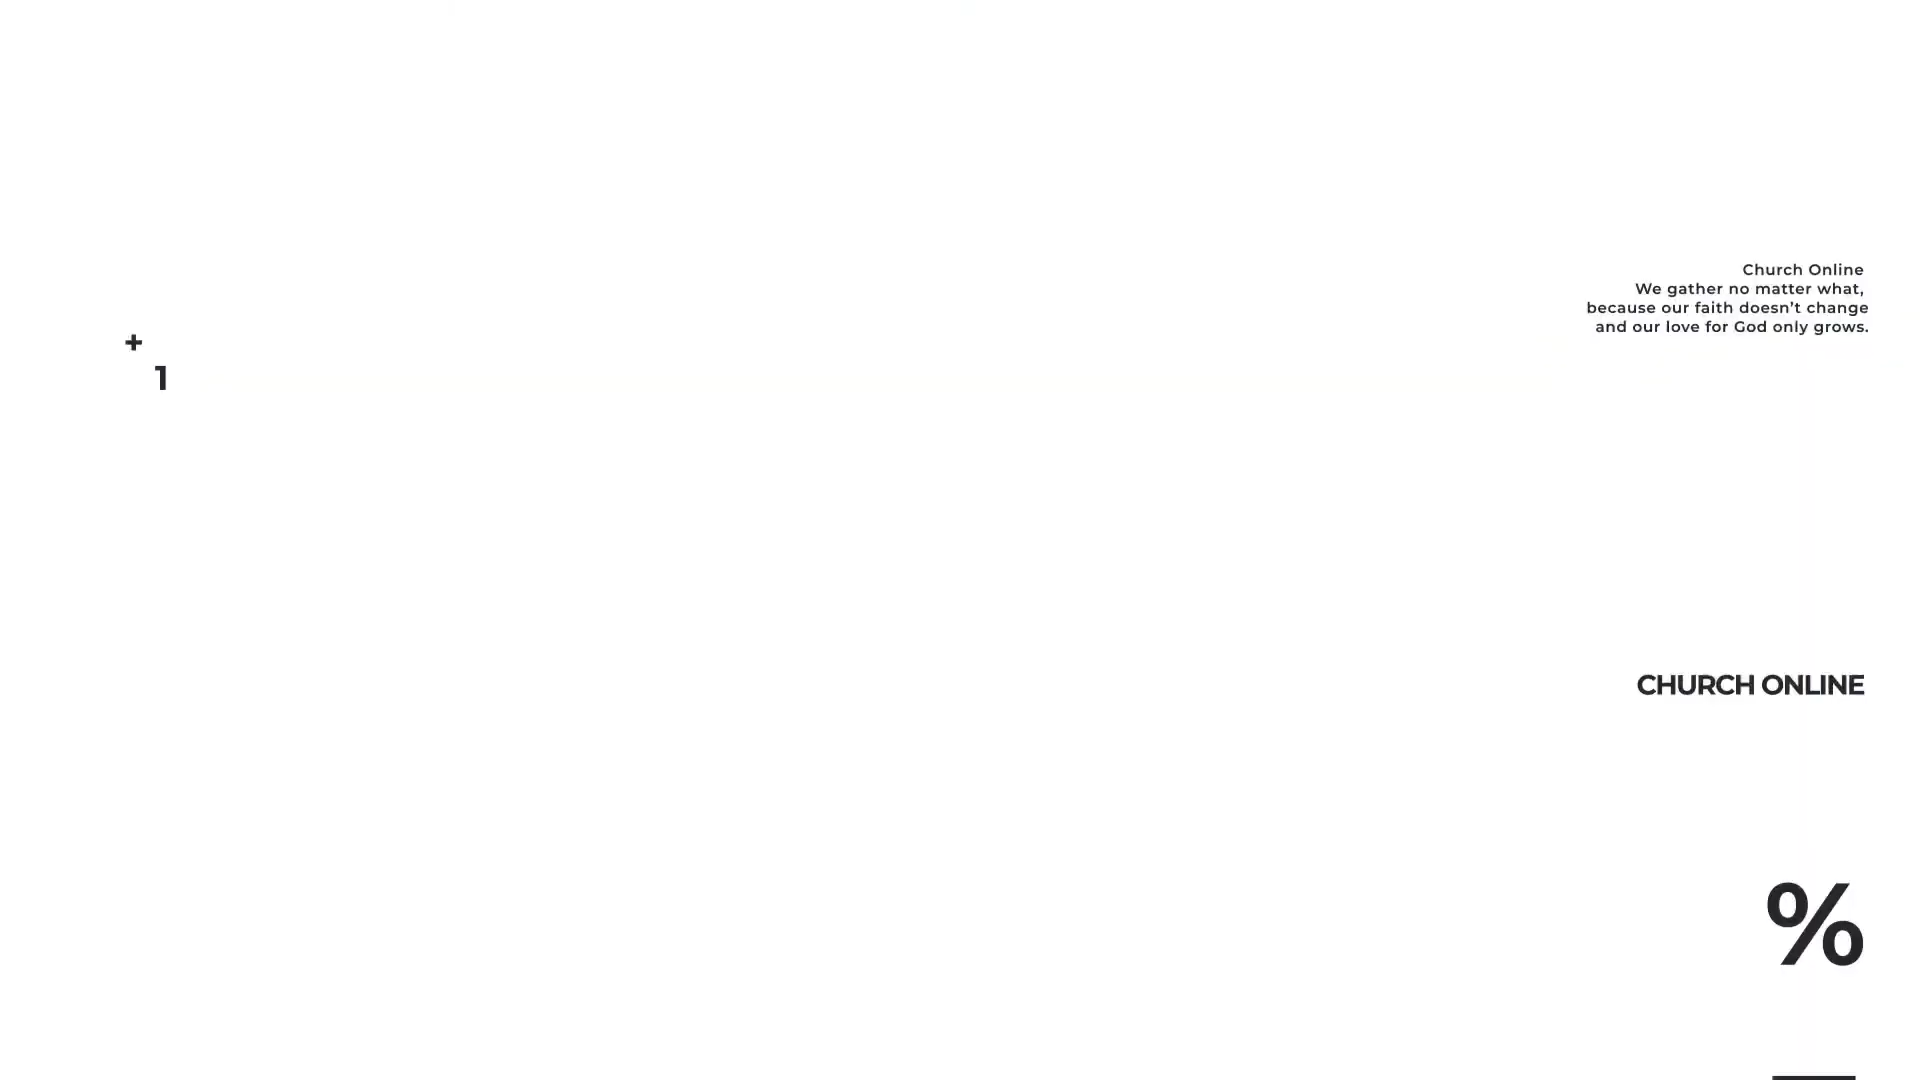 Church Online
We gather no matter what,
because our faith doesn’t change
and our love for God only grows.
+
1
CHURCH ONLINE
%